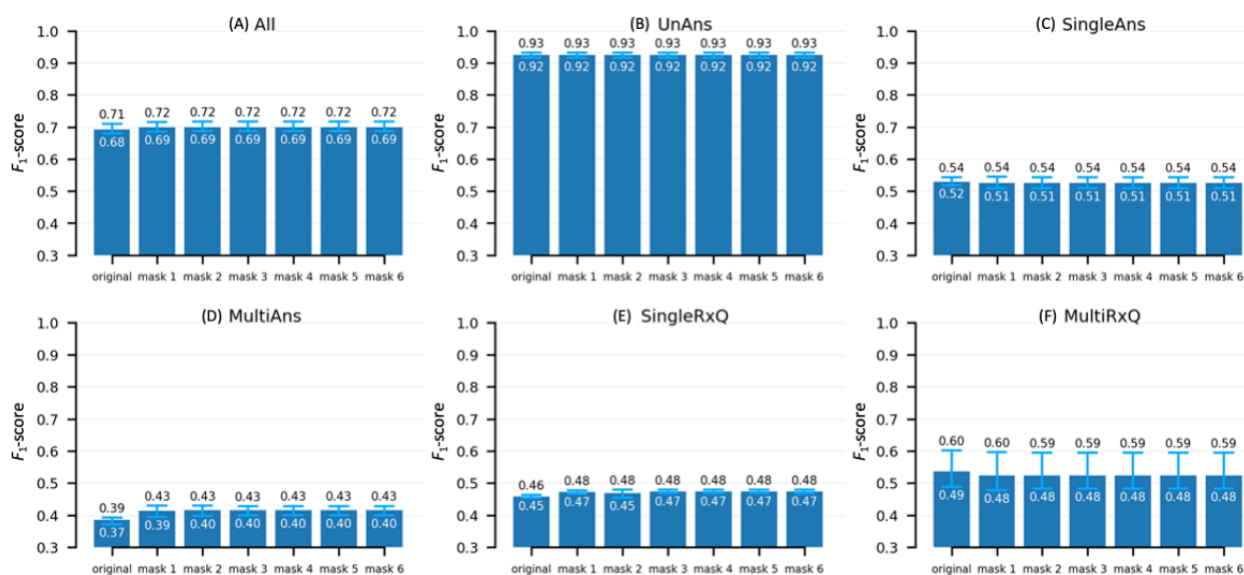 (A) All
F1-score
1.0
0.9
0.8
0.7
0.6
0.5
0.4
0.3
0.71 0.72 0.72 0.72 0.72 0.72 0.72
0.68 0.69 0.69 0.69 0.69 0.69 0.69
original mask 1 mask 2 mask 3 mask 4 mask 5 mask 6
(B) UnAns
F1-score
1.0
0.9
0.8
0.7
0.6
0.5
0.4
0.3
0.93 0.93 0.93 0.93 0.93 0.93 0.93
0.92 0.92 0.92 0.92 0.92 0.92 0.92
original mask 1 mask 2 mask 3 mask 4 mask 5 mask 6
(C) SingleAns
F1-score
1.0
0.9
0.8
0.7
0.6
0.5
0.4
0.3
0.54 0.54 0.54 0.54 0.54 0.54 0.54
0.52 0.51 0.51 0.51 0.51 0.51 0.51
original mask 1 mask 2 mask 3 mask 4 mask 5 mask 6
(D) MultiAns
F1-score
1.0
0.9
0.8
0.7
0.6
0.5
0.4
0.3
0.39 0.43 0.43 0.43 0.43 0.43 0.43
0.37 0.39 0.40 0.40 0.40 0.40 0.40
original mask 1 mask 2 mask 3 mask 4 mask 5 mask 6
(E) SingleRxQ
F1-score
1.0
0.9
0.8
0.7
0.6
0.5
0.4
0.3
0.46 0.48 0.48 0.48 0.48 0.48 0.48
0.45 0.47 0.45 0.47 0.47 0.47 0.47
original mask 1 mask 2 mask 3 mask 4 mask 5 mask 6
(F) MultiRxQ
F1-score
1.0
0.9
0.8
0.7
0.6
0.5
0.4
0.3
0.60 0.60 0.59 0.59 0.59 0.59 0.59
0.49 0.48 0.48 0.48 0.48 0.48 0.48
original mask 1 mask 2 mask 3 mask 4 mask 5 mask 6